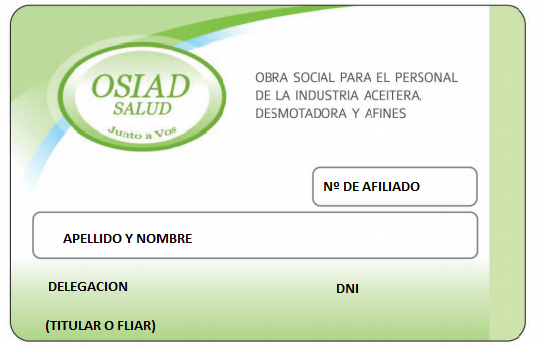 OSIAD
SALUD
Junto a Vos
OBRA SOCIAL PARA EL PERSONAL
DE LA INDUSTRIA ACEITERA,
DESMOTADORA Y AFINES
Nº DE AFILIADO
APELLIDO Y NOMBRE
DELEGACION
DNI
(TITULAR O FLIAR)